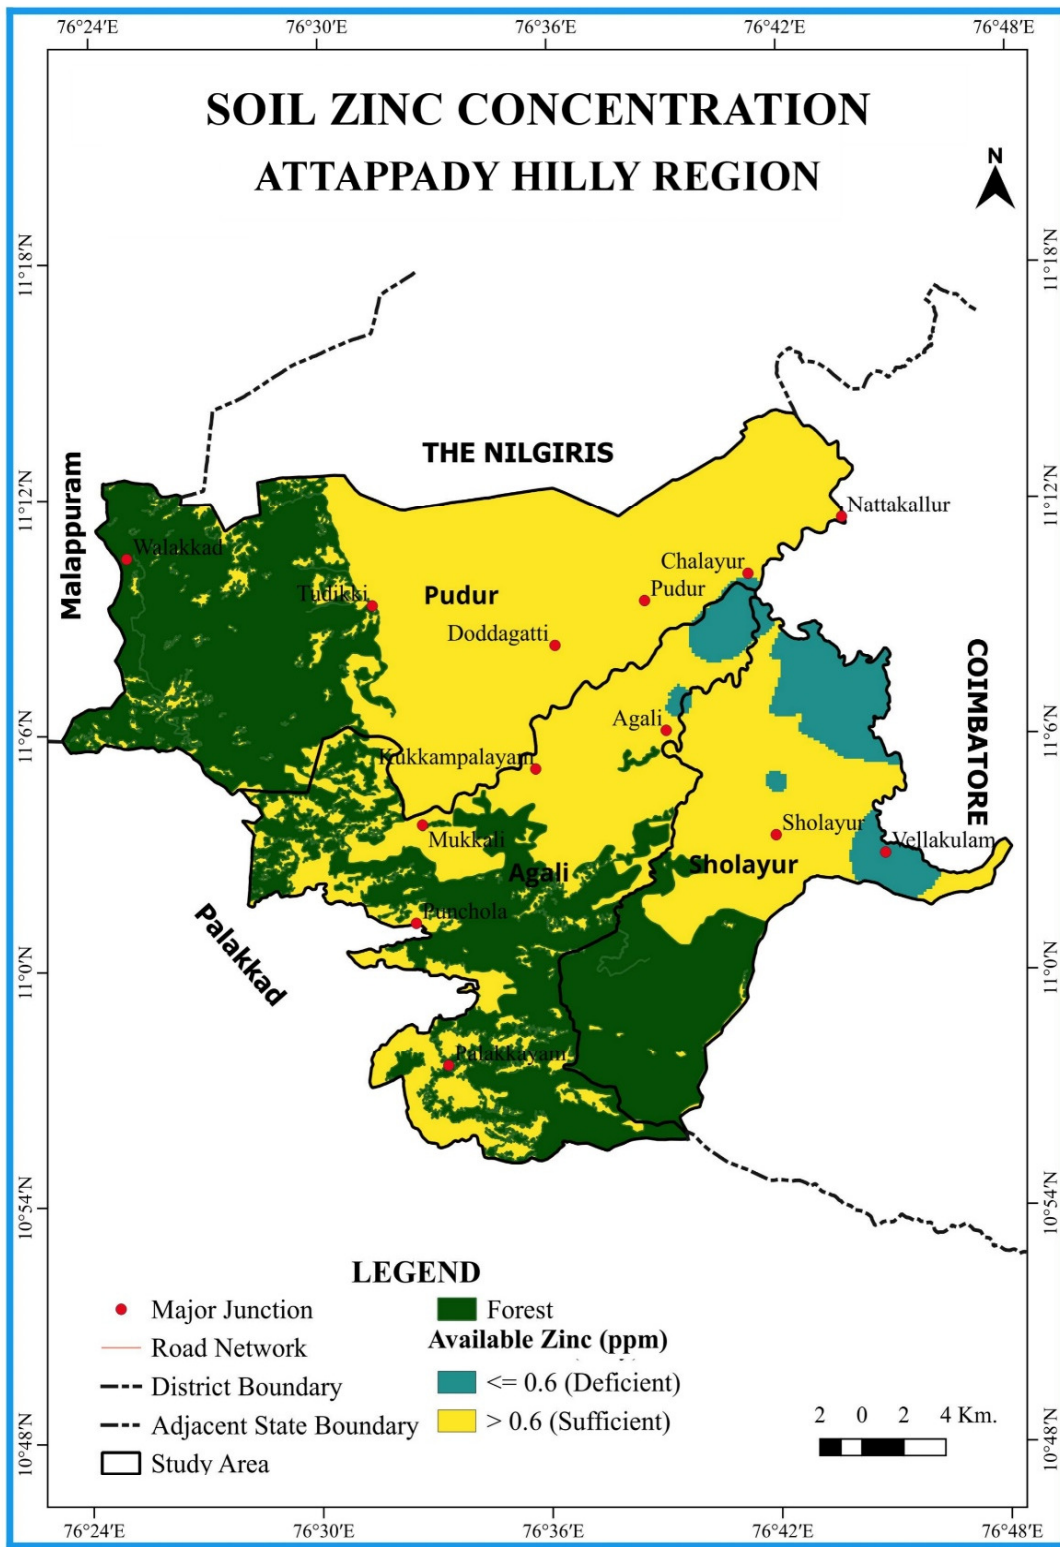 76°24′E 76°30′E 76°36′E 76°42′E 76°48′E
SOIL ZINC CONCENTRATION
ATTAPPADY HILLY REGION
N
11°18′N 11°18′N
THE NILGIRIS
Malappuram
11°12′N 11°12′N
Nattakallur
Walakkad
Chalayur
Tudikki
Pudur
Pudur
Doddagatti
COIMBATORE
Agali
11°6′N 11°6′N
Kukkampalayam
Sholayur
Mukkali
Vellakulam
Agali
Sholayur
Punchola
Palakkad
11°0′N 11°0′N
Palakkayam
10°54′N 10°54′N
LEGEND
Major Junction
Road Network
District Boundary
Adjacent State Boundary
Study Area
Forest
Available Zinc (ppm)
<= 0.6 (Deficient)
> 0.6 (Sufficient)
2 0 2 4 Km.
10°48′N 10°48′N
76°24′E 76°30′E 76°36′E 76°42′E 76°48′E